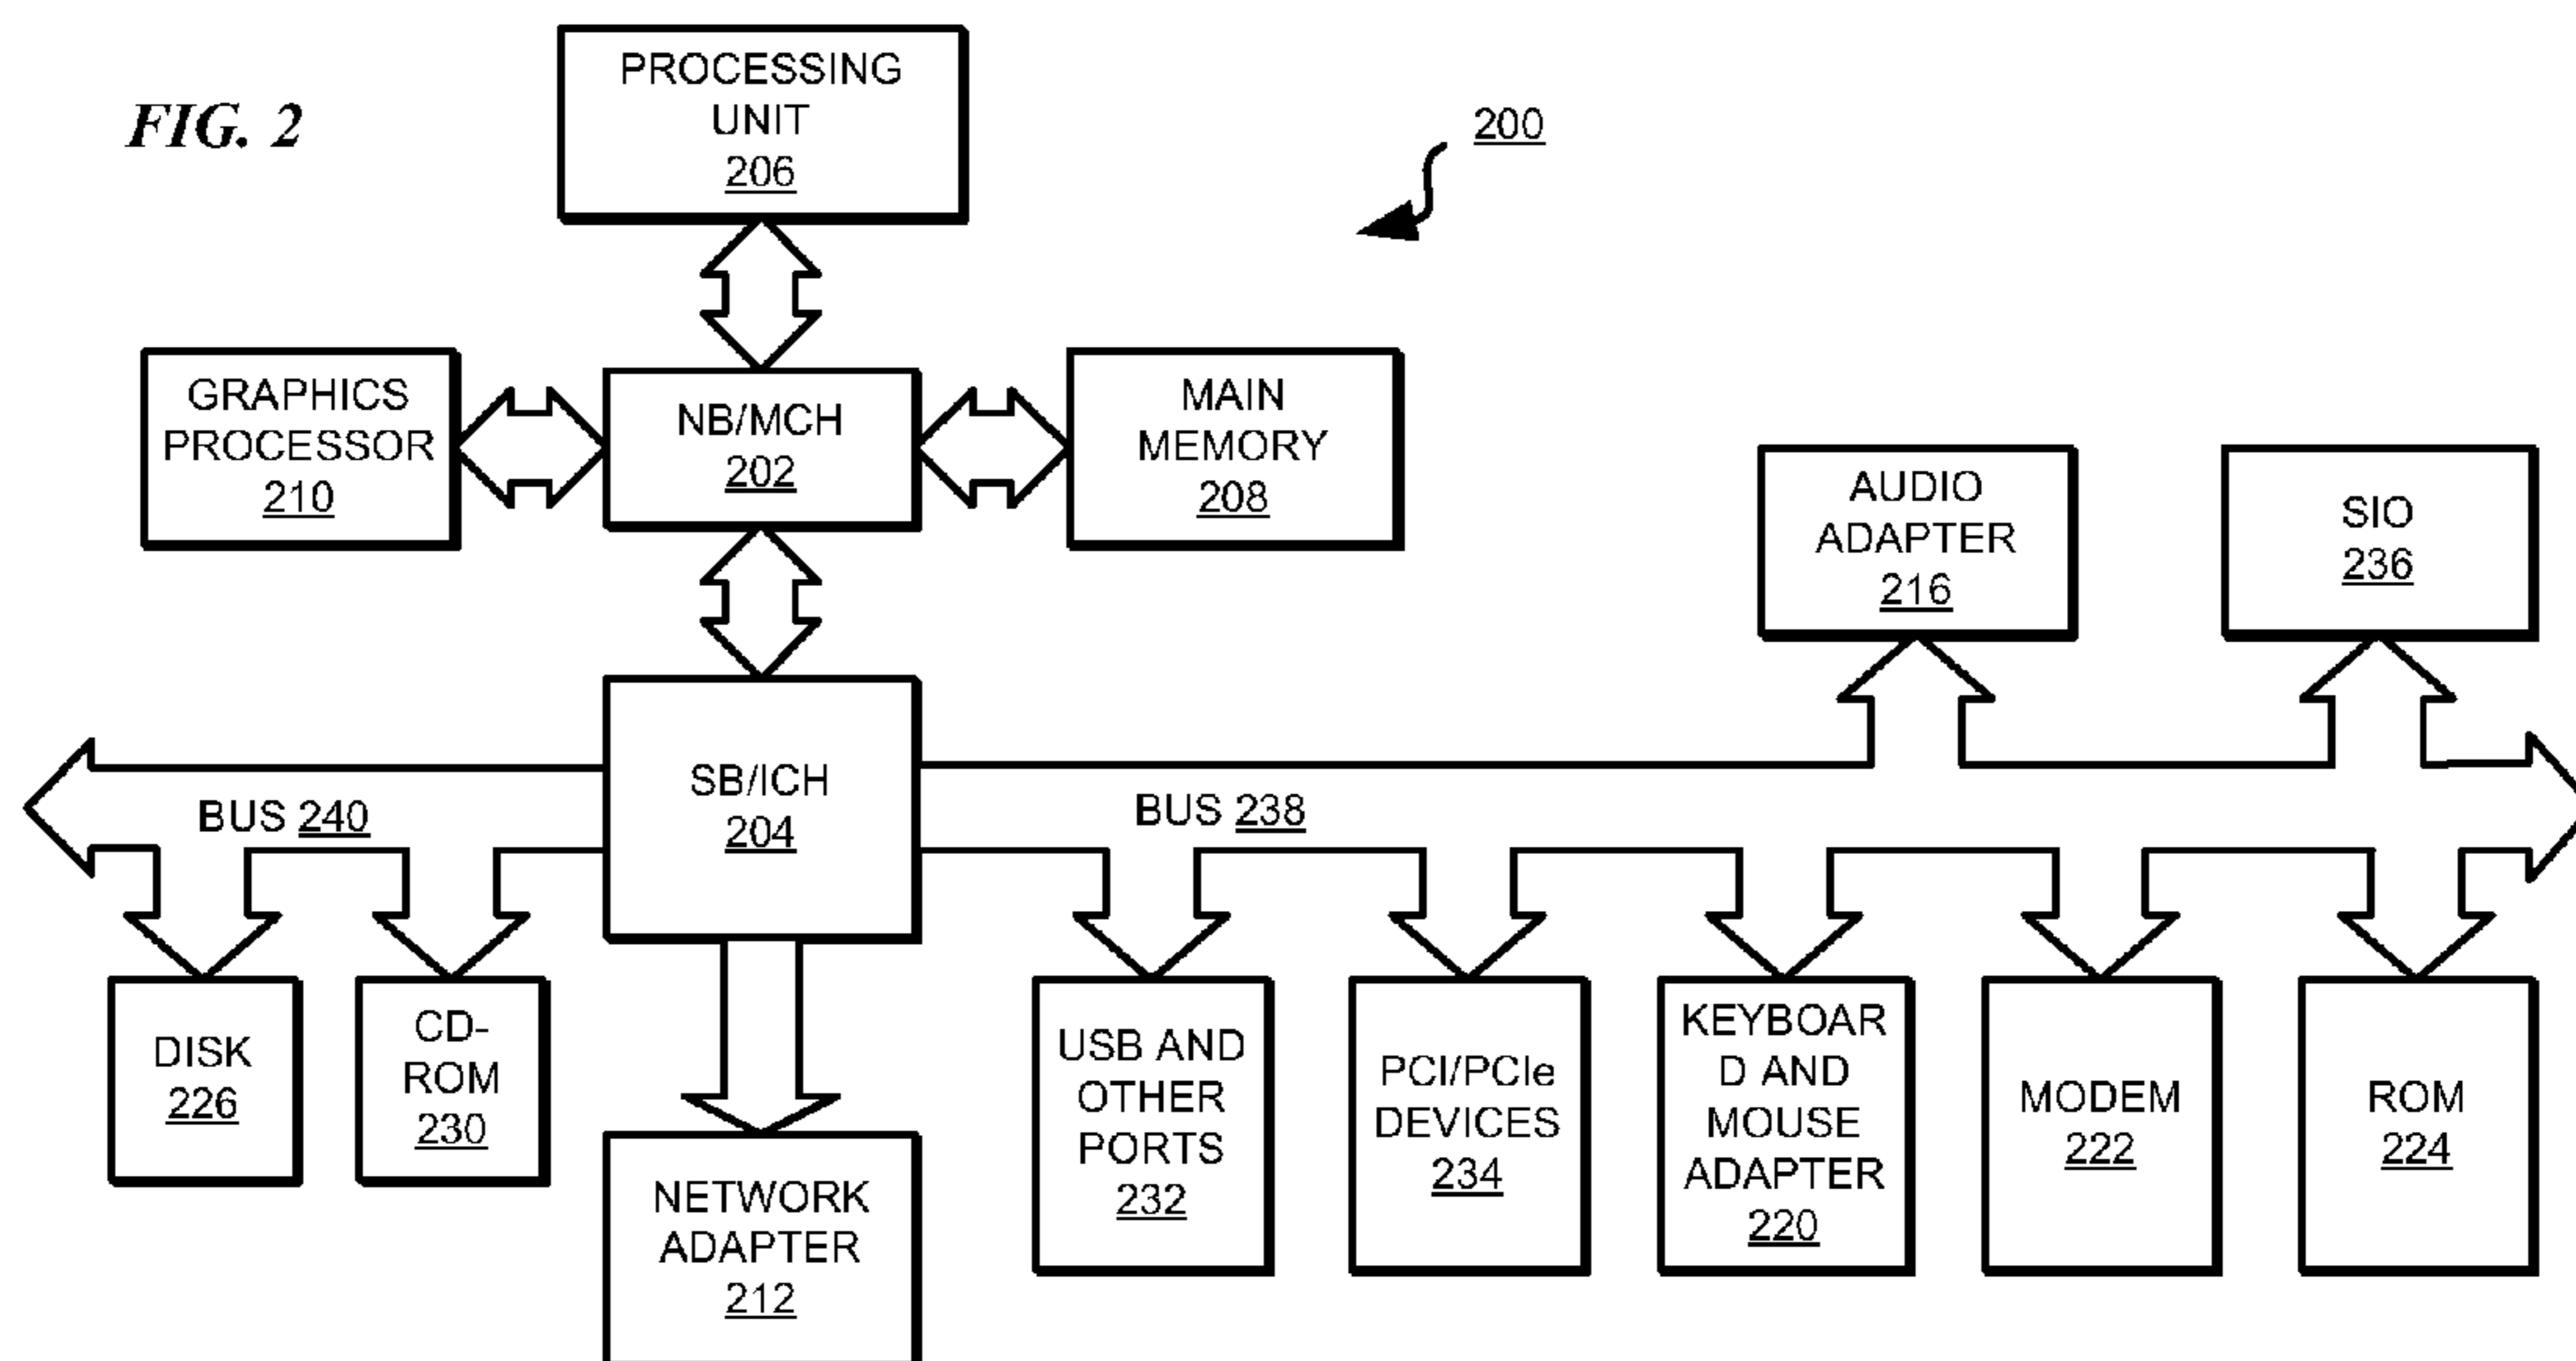 FIG. 2
PROCESSING
UNIT
206
200
GRAPHICS
PROCESSOR
210
NB/MCH
202
MAIN
MEMORY
208
AUDIO
ADAPTER
216
SIO
236
SB/ICH
204
BUS 240
BUS 238
DISK
226
CD-
ROM
230
NETWORK
ADAPTER
212
USB AND
OTHER
PORTS
232
PCI/PCIe
DEVICES
234
KEYBOAR
D AND
MOUSE
ADAPTER
220
MODEM
222
ROM
224